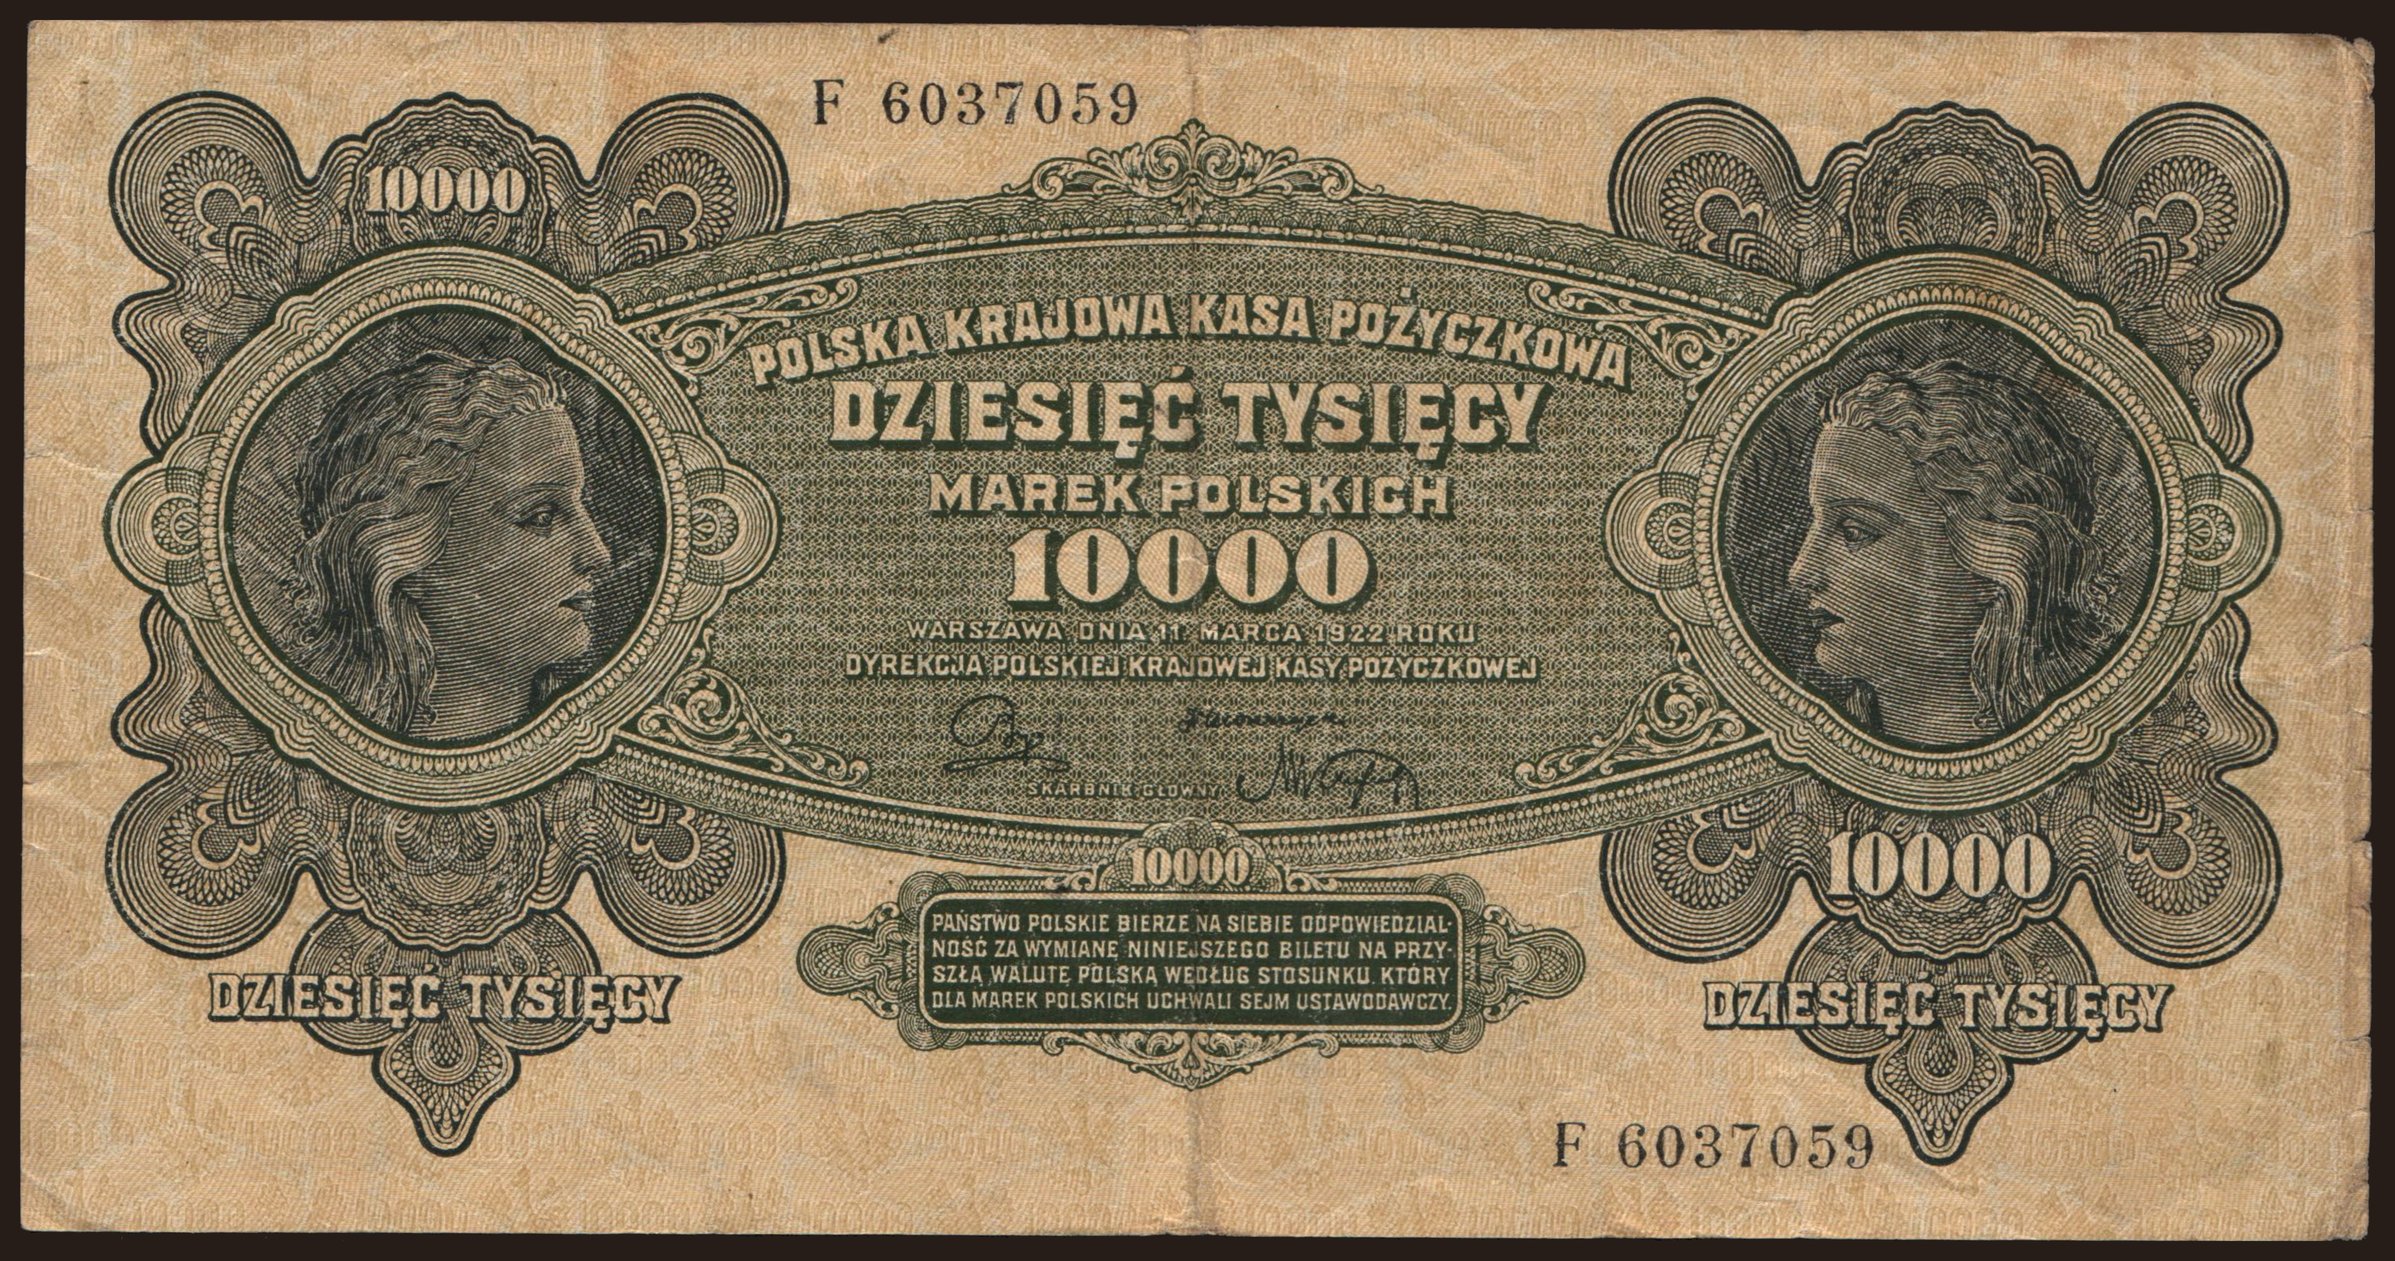 F 6037059
10000
POLSKA KRAJOWA KASA POŻYCZKOWA
DZIESIĘĆ TYSIĘCY
MAREK POLSKICH
10000
WARSZAWA, DNIA 11. MARCA 1922 ROKU
DYREKCJA POLSKIEJ KRAJOWEJ KASY POŻYCZKOWEJ
SKARBNIK GŁÓWNY
10000
10000
PAŃSTWO POLSKIE BIERZE NA SIEBIE ODPOWIEDZIAL-
NOŚĆ ZA WYMIANĘ NINIEJSZEGO BILETU NA PRZY-
SZŁĄ WALUTĘ POLSKĄ WEDŁUG STOSUNKU, KTÓRY
DLA MAREK POLSKICH UCHWALI SEJM USTAWODAWCZY.
DZIESIĘĆ TYSIĘCY
DZIESIĘĆ TYSIĘCY
F 6037059